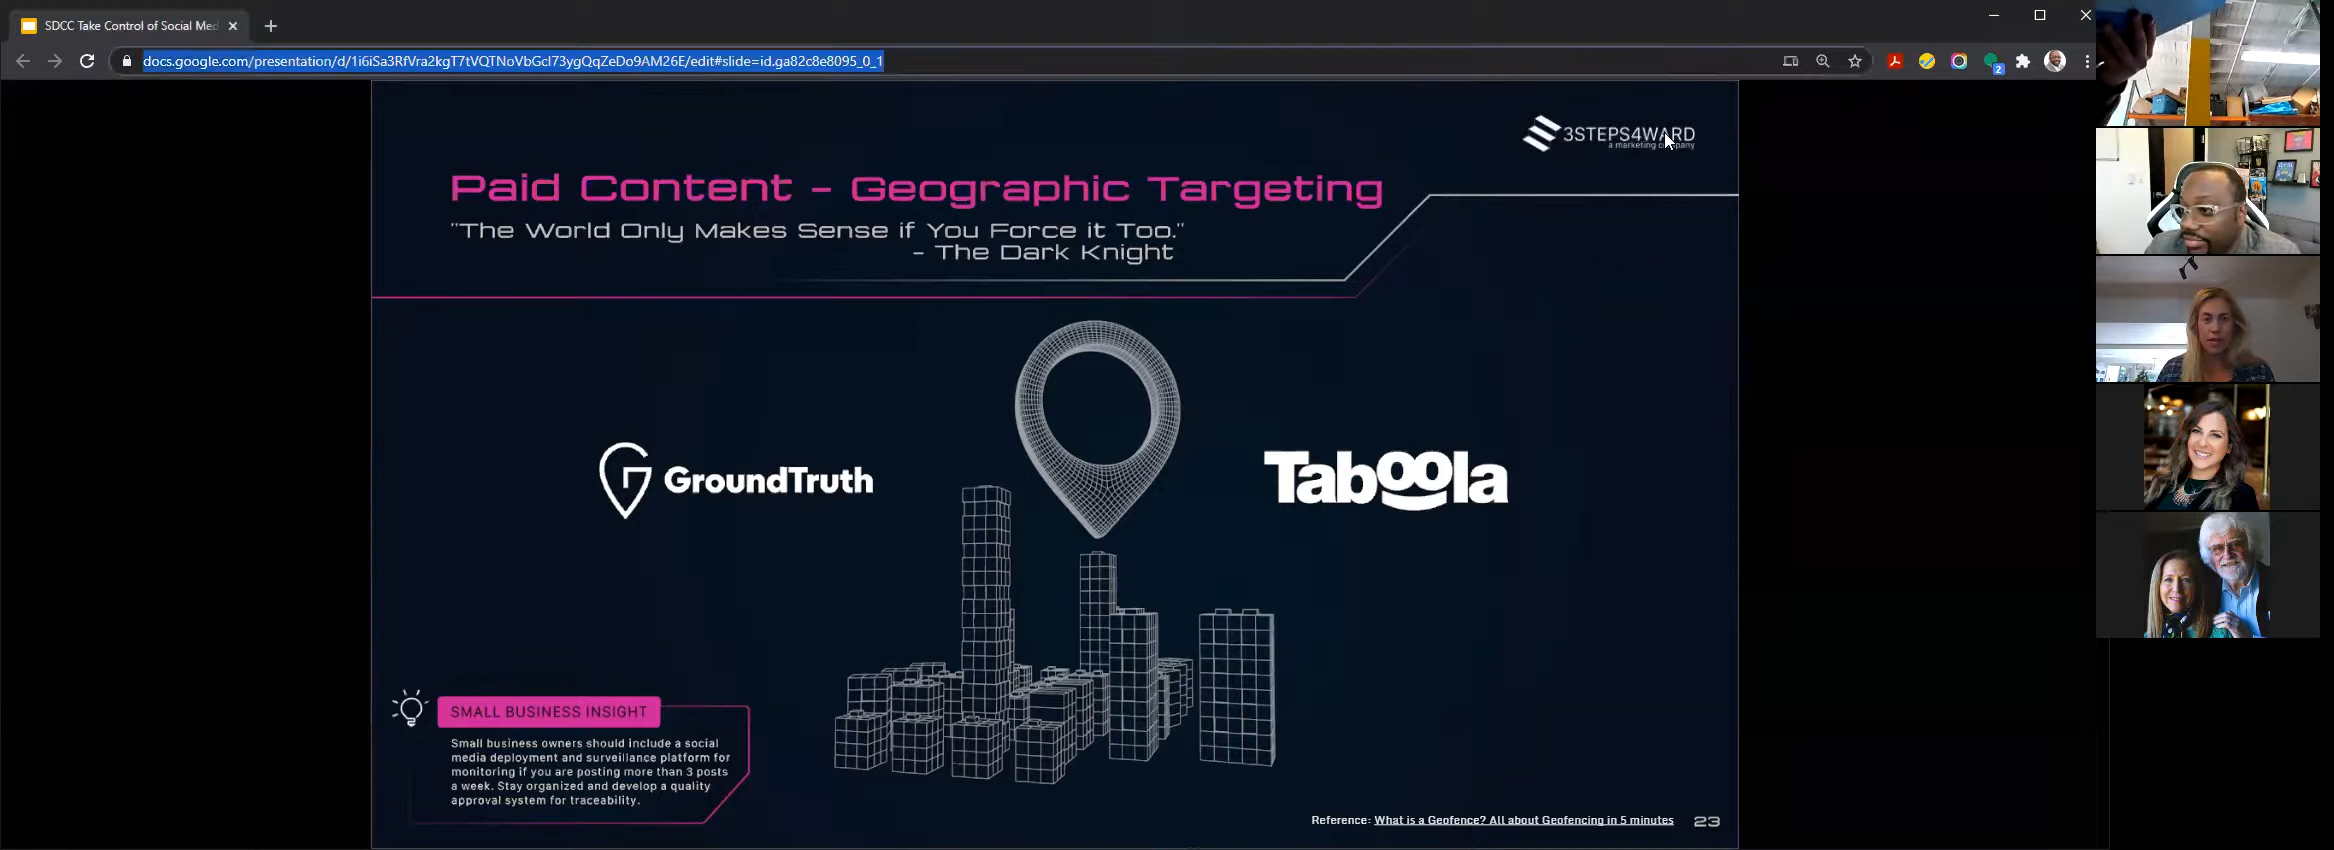 SDCC Take Control of Social Med
docs.google.com/presentation/d/1i6iSa3RfVra2kgT7tVQTNoVbGcl73ygQqZeDo9AM26E/edit#slide=id.ga82c8e8095_0_1
2
3STEPS4WARD
a marketing company
Paid Content - Geographic Targeting
"The World Only Makes Sense if You Force it Too."
- The Dark Knight
GroundTruth
Taboola
SMALL BUSINESS INSIGHT
Small business owners should include a social
media deployment and surveillance platform for
monitoring if you are posting more than 3 posts
a week. Stay organized and develop a quality
approval system for traceability.
Reference: What is a Geofence? All about Geofencing in 5 minutes
23